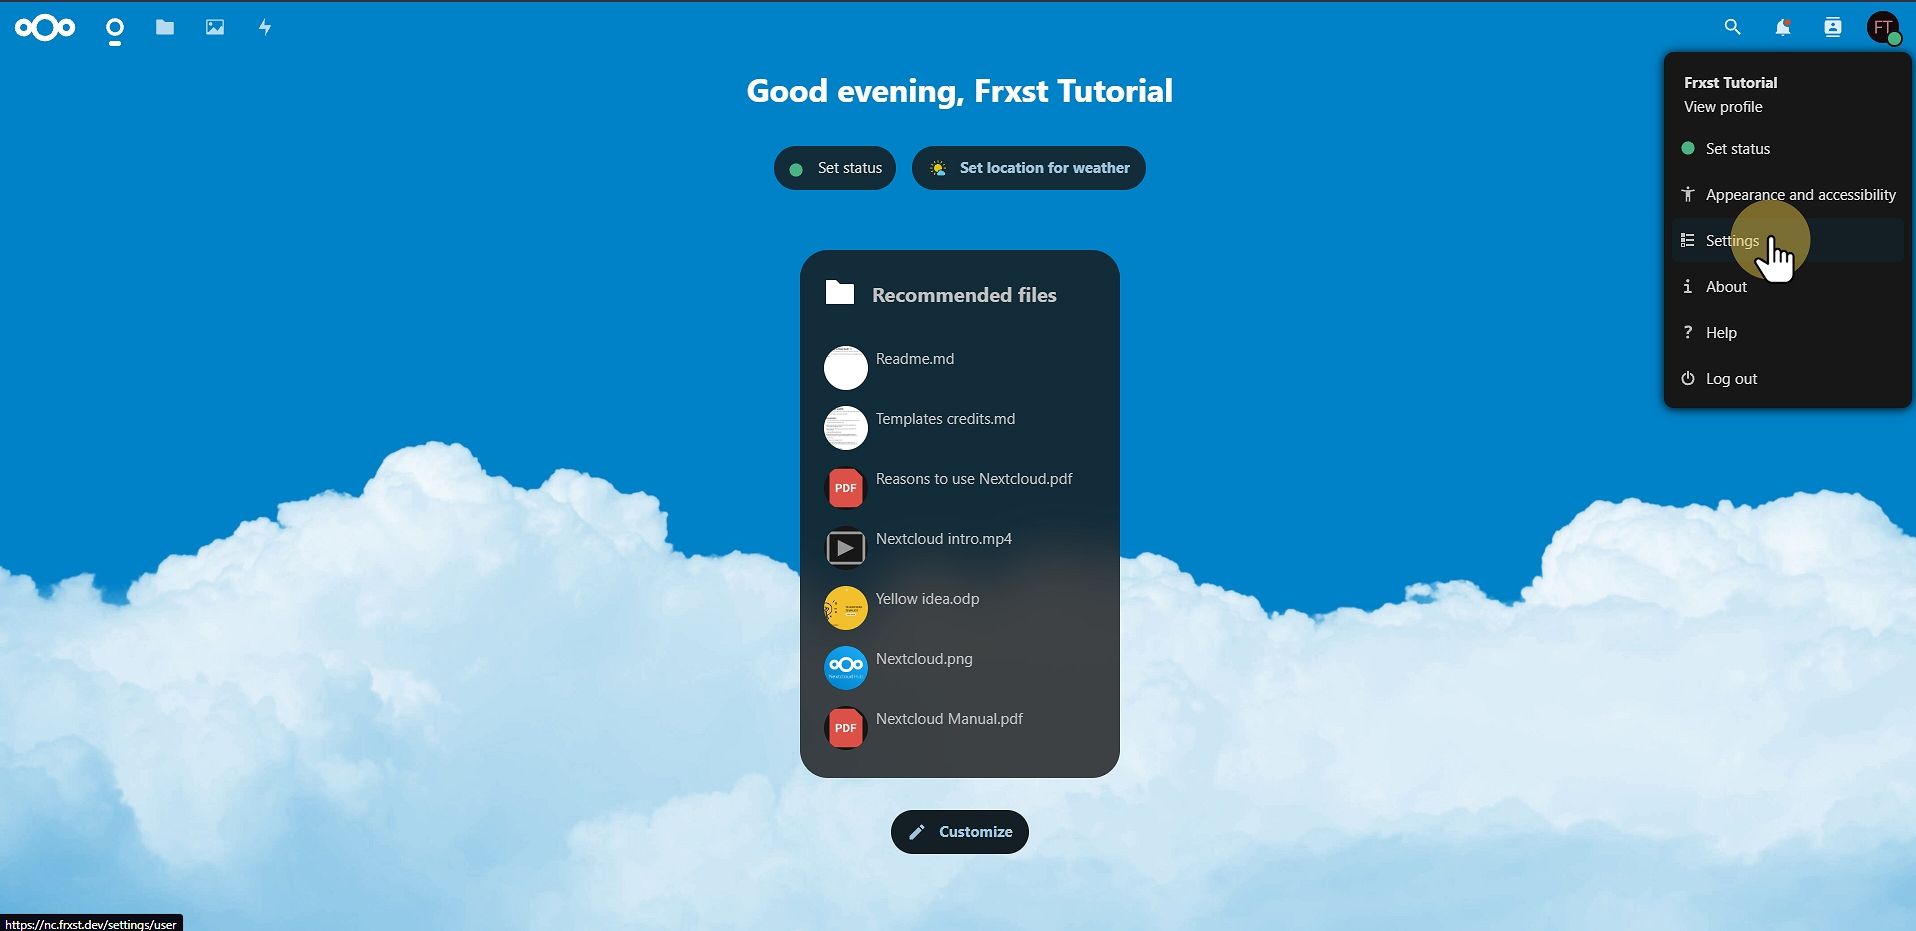 FT
Good evening, Frxst Tutorial
Set status
Set location for weather
Recommended files
Readme.md
Templates credits.md
PDF
Reasons to use Nextcloud.pdf
Nextcloud intro.mp4
Yellow idea.odp
Nextcloud.png
Nextcloud Hub
PDF
Nextcloud Manual.pdf
Customize
Frxst Tutorial
View profile
Set status
Appearance and accessibility
Settings
About
Help
Log out
https://nc.frxst.dev/settings/user